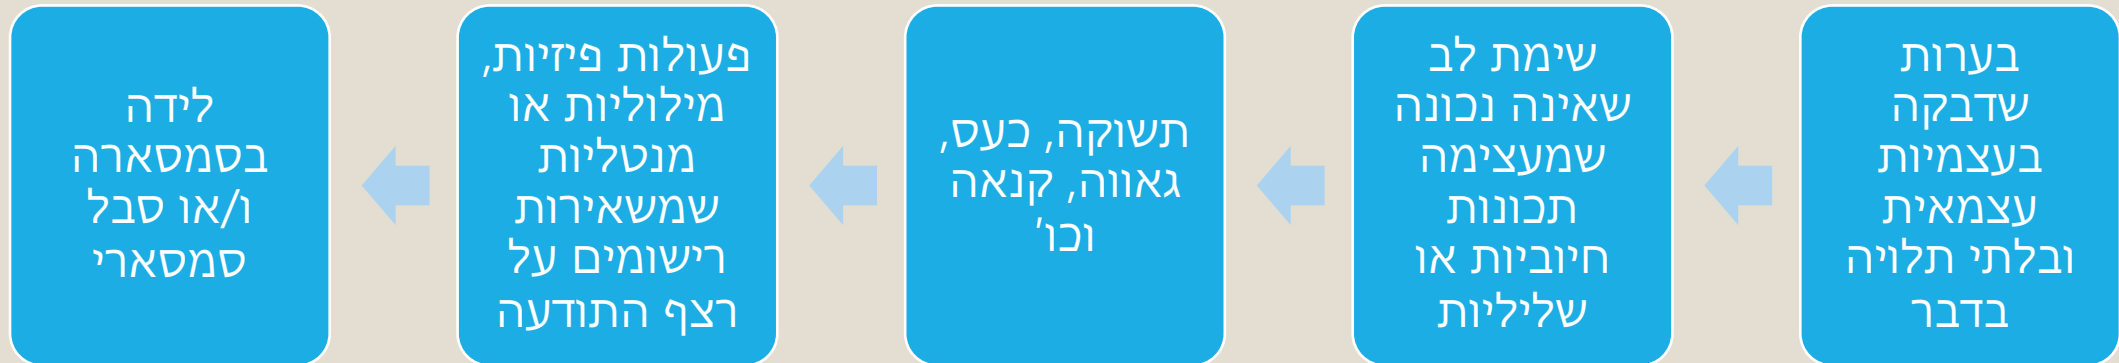 בערות
שדבקה
בעצמיות
עצמאית
ובלתי תלויה
בדבר
שימת לב
שאינה נכונה
שמעצימה
תכונות
חיוביות או
שליליות
תשוקה, כעס,
גאווה, קנאה
וכו'
פעולות פיזיות,
מילוליות או
מנטליות
שמשאירות
רישומים על
רצף התודעה
לידה
בסמסארה
ו/או סבל
סמסארי